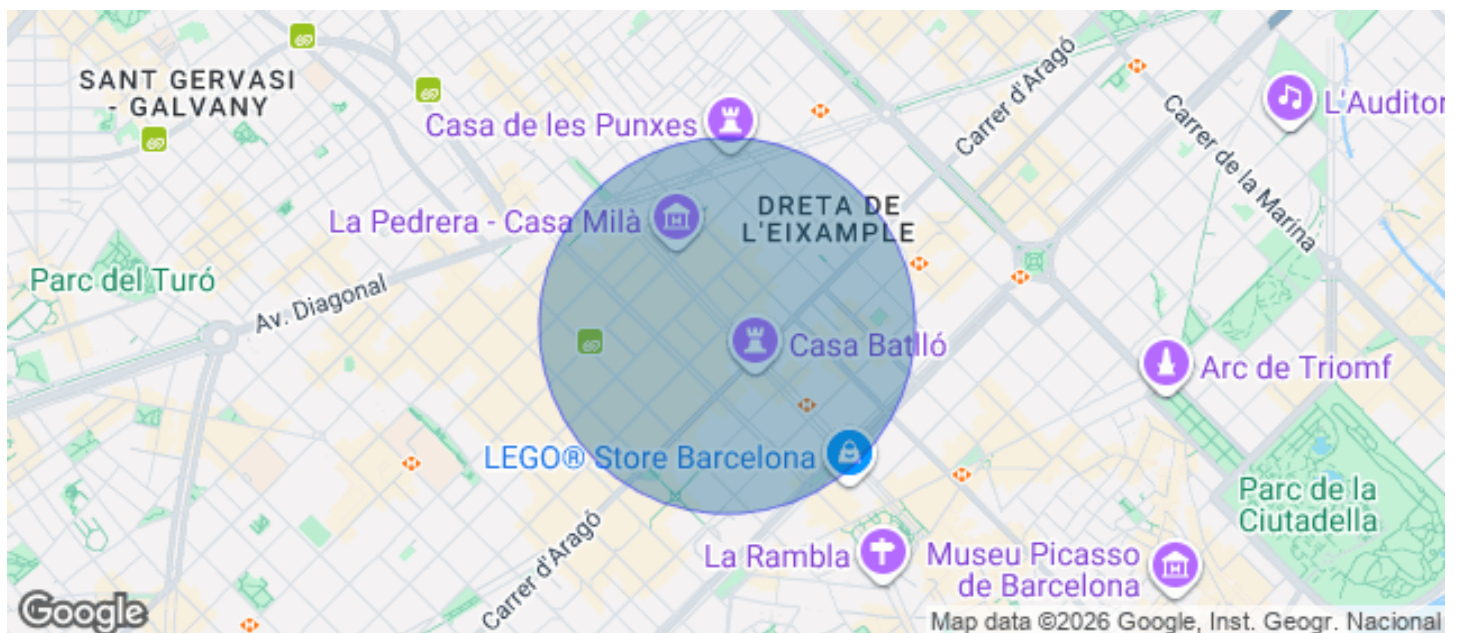 SANT GERVASI
- GALVANY
Casa de les Punxes
Carrer d'Aragó
L'Auditor
Carrer de la Marina
La Pedrera - Casa Milà
DRETA DE
L'EIXAMPLE
Parc del Turó
Av. Diagonal
Casa Batlló
Arc de Triomf
LEGO® Store Barcelona
Parc de la
Ciutadella
Carrer d'Aragó
La Rambla
Museu Picasso
de Barcelona
Google
Map data ©2026 Google, Inst. Geogr. Nacional